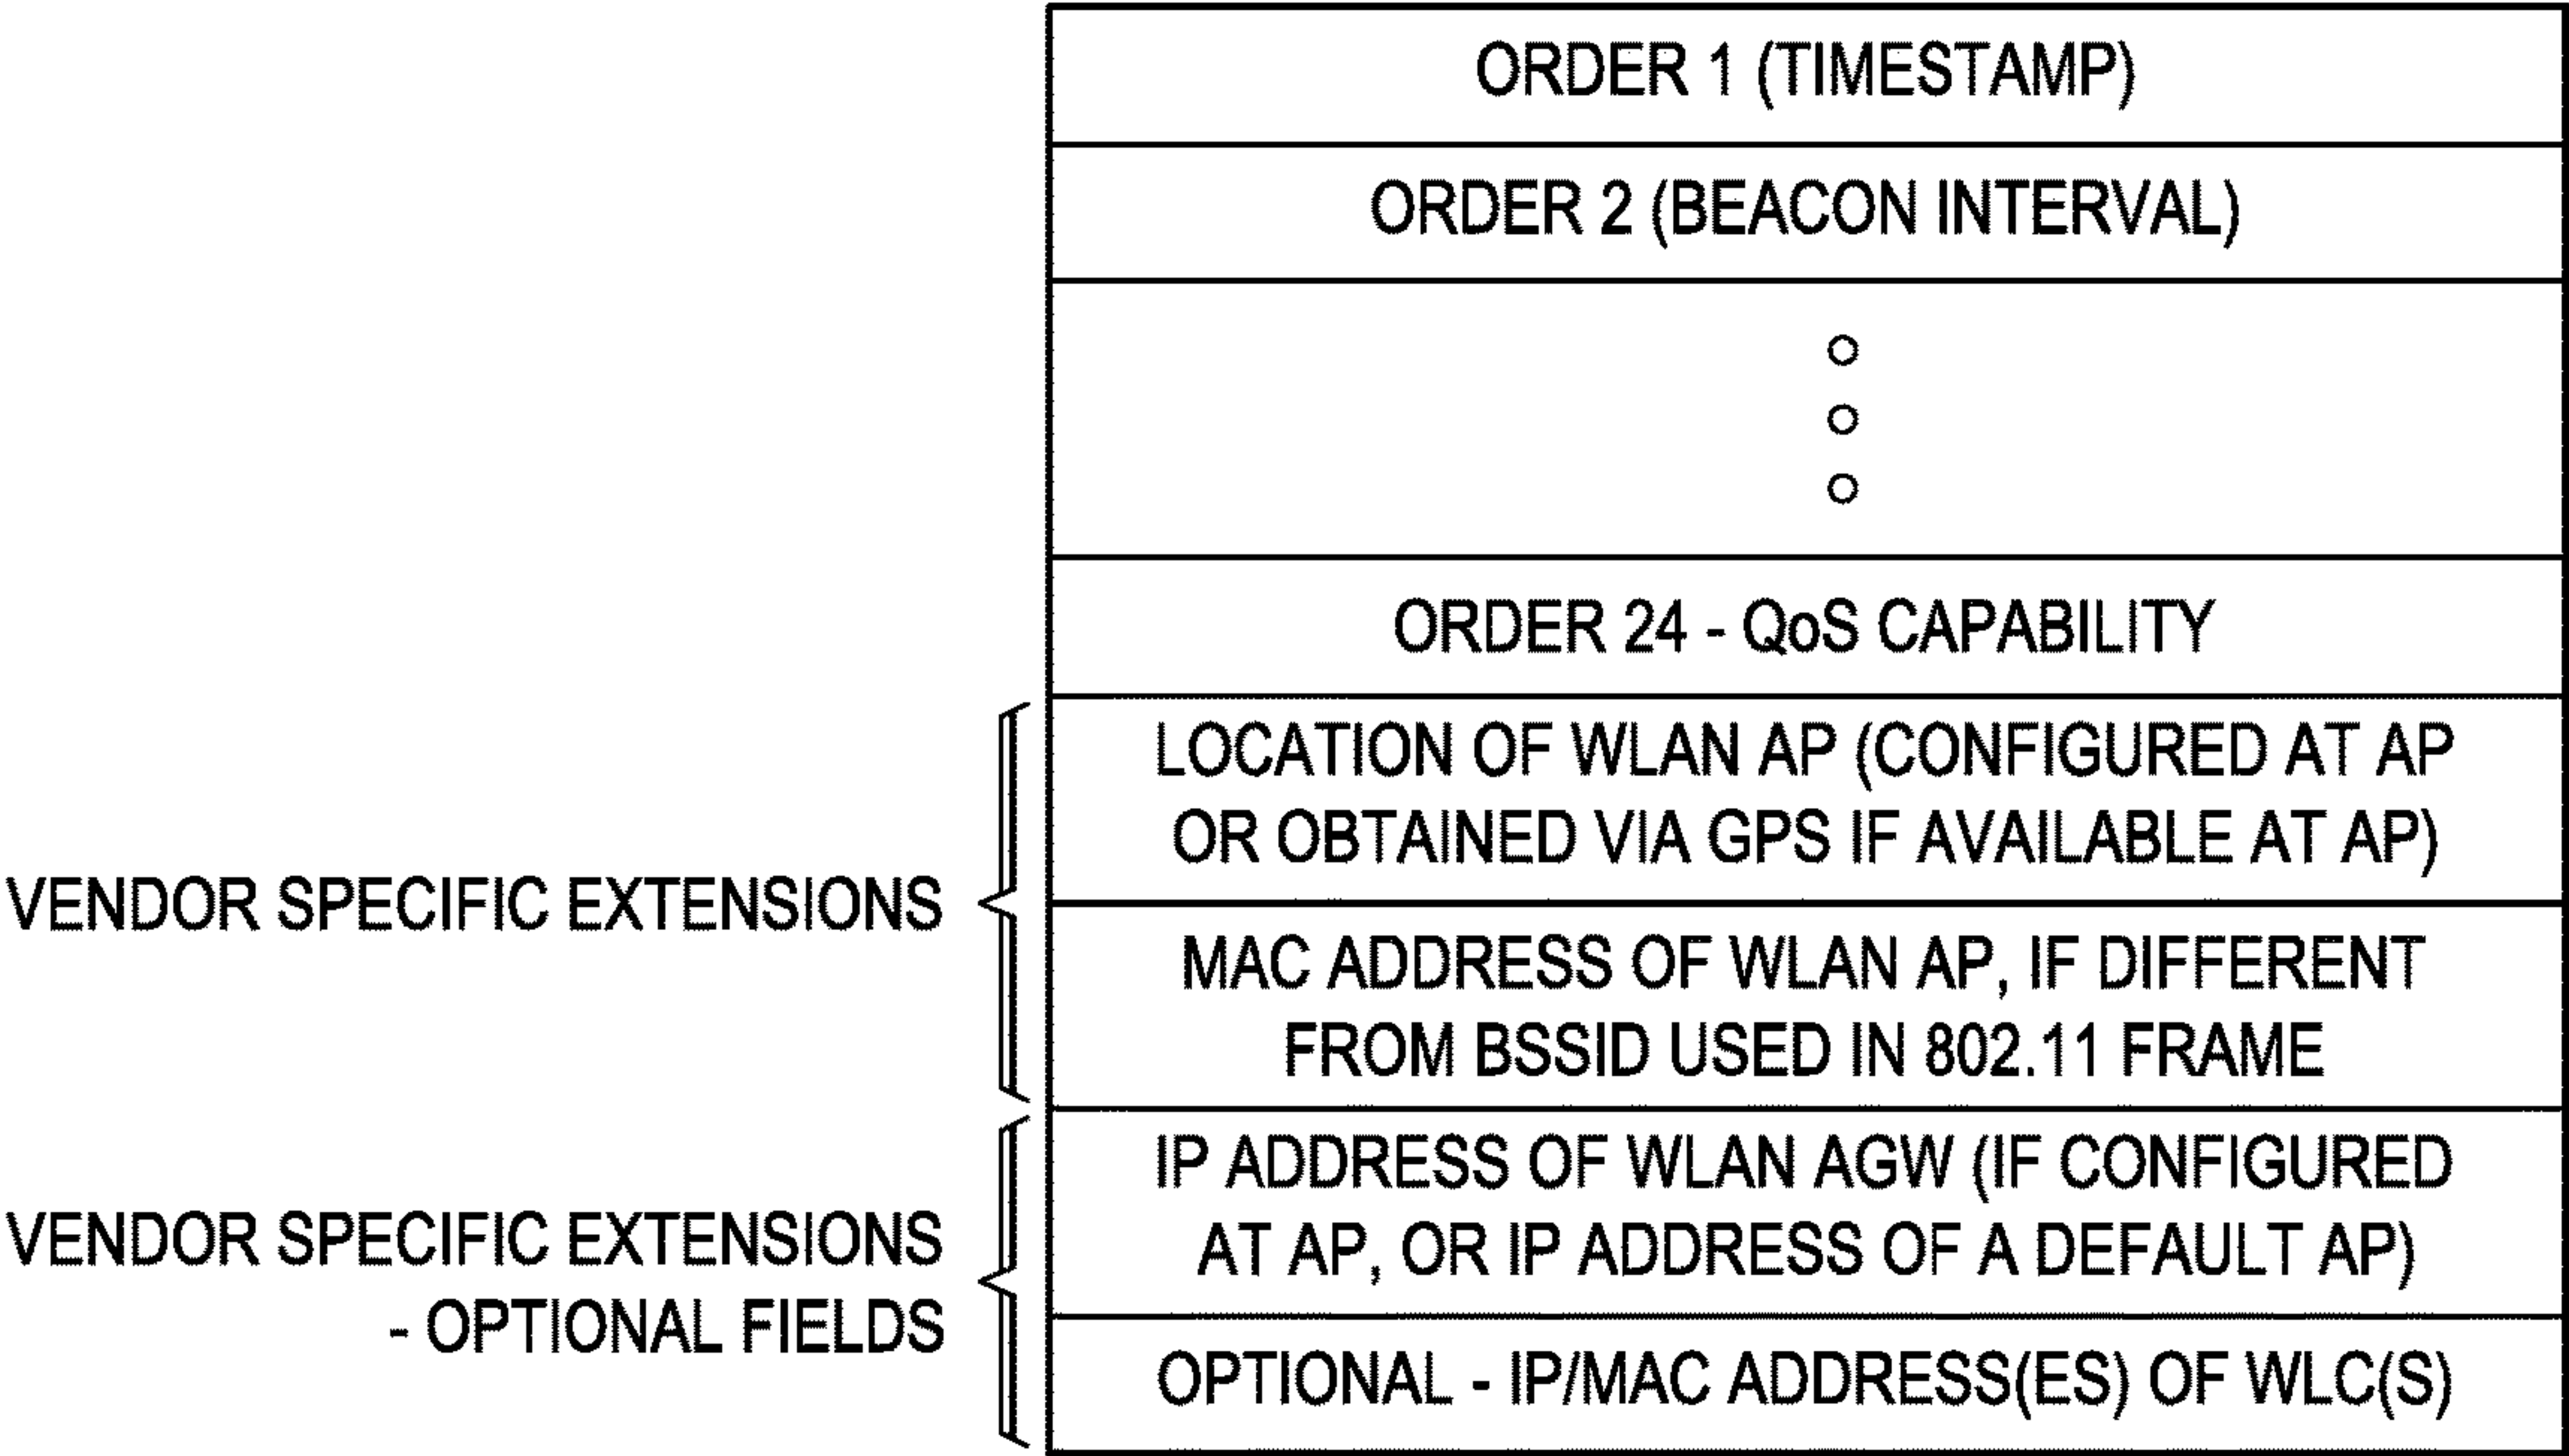 ORDER 1 (TIMESTAMP)
ORDER 2 (BEACON INTERVAL)
ORDER 24 - QoS CAPABILITY
VENDOR SPECIFIC EXTENSIONS
LOCATION OF WLAN AP (CONFIGURED AT AP
OR OBTAINED VIA GPS IF AVAILABLE AT AP)
MAC ADDRESS OF WLAN AP, IF DIFFERENT
FROM BSSID USED IN 802.11 FRAME
VENDOR SPECIFIC EXTENSIONS
- OPTIONAL FIELDS
IP ADDRESS OF WLAN AGW (IF CONFIGURED
AT AP, OR IP ADDRESS OF A DEFAULT AP)
OPTIONAL - IP/MAC ADDRESS(ES) OF WLC(S)